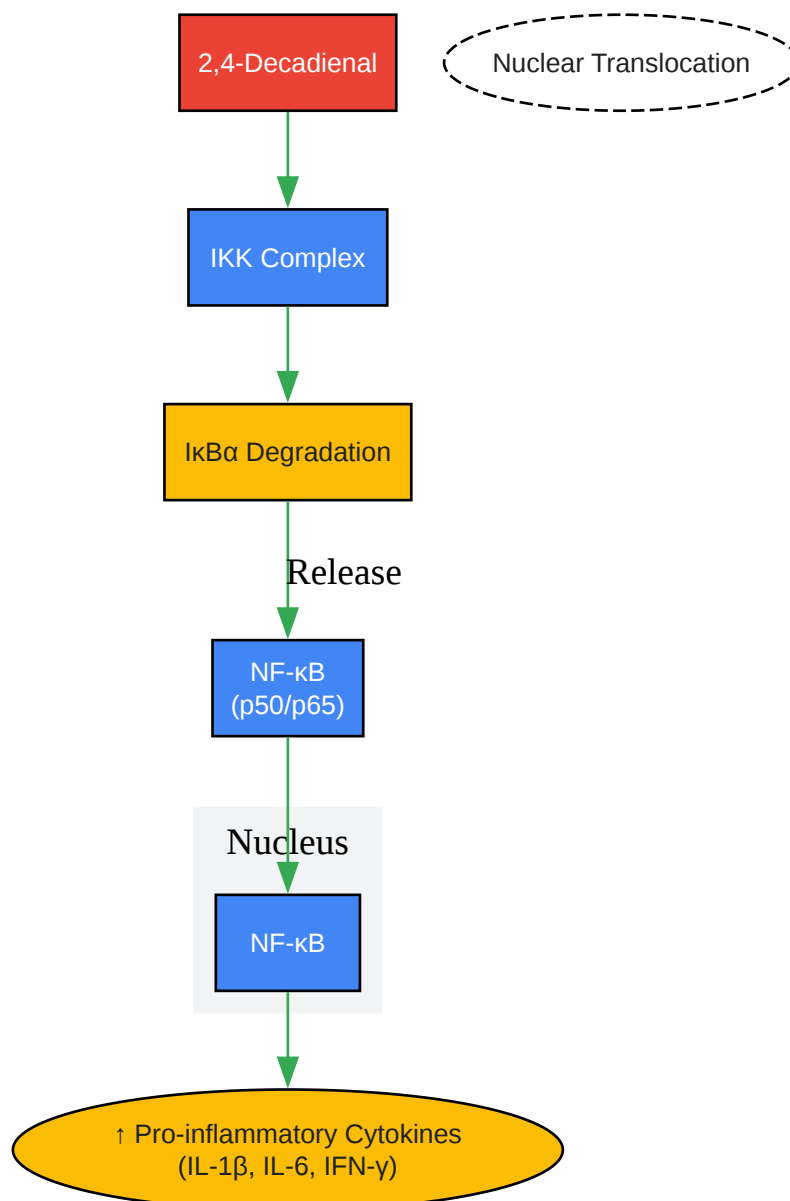 2,4-Decadienal
Nuclear Translocation
IKK Complex
IκBα Degradation
Release
NF-κB
(p50/p65)
Nucleus
NF-κB
↑ Pro-inflammatory Cytokines
(IL-1β, IL-6, IFN-γ)